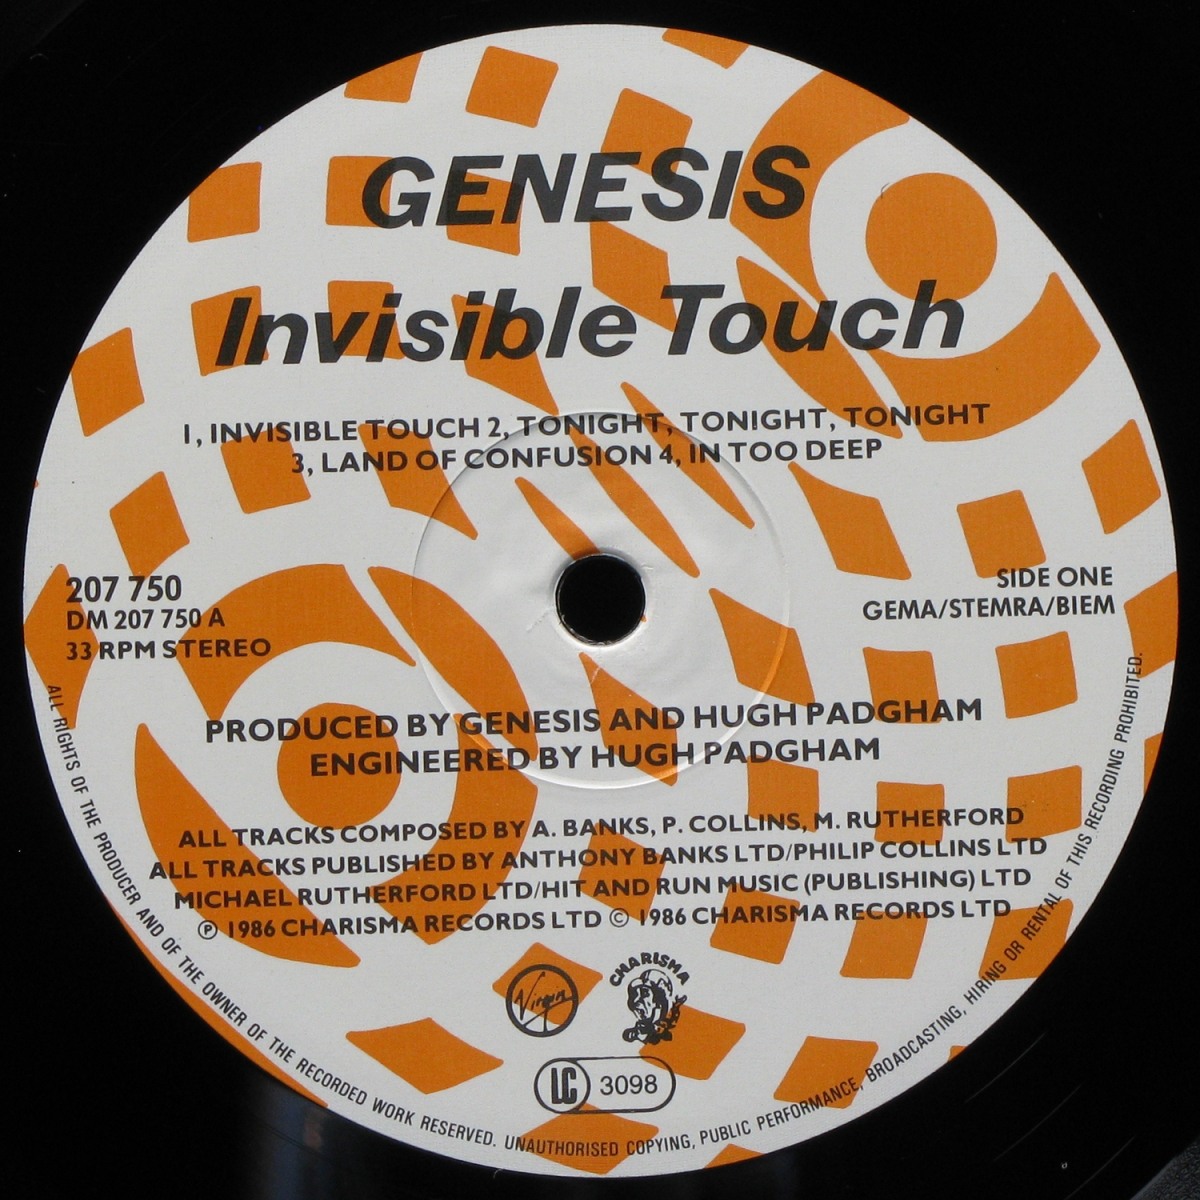 GENESIS
Invisible Touch
1, INVISIBLE TOUCH 2, TONIGHT, TONIGHT, TONIGHT
3, LAND OF CONFUSION 4, IN TOO DEEP
207 750
DM 207 750 A
33 RPM STEREO
SIDE ONE
GEMA/STEMRA/BIEM
PRODUCED BY GENESIS AND HUGH PADGHAM
ENGINEERED BY HUGH PADGHAM
ALL TRACKS COMPOSED BY A. BANKS, P. COLLINS, M. RUTHERFORD
ALL TRACKS PUBLISHED BY ANTHONY BANKS LTD/PHILIP COLLINS LTD
MICHAEL RUTHERFORD LTD/HIT AND RUN MUSIC (PUBLISHING) LTD
℗ 1986 CHARISMA RECORDS LTD © 1986 CHARISMA RECORDS LTD
Virgin
CHARISMA
LC 3098
ALL RIGHTS OF THE PRODUCER AND OF THE OWNER OF THE RECORDED WORK RESERVED. UNAUTHORISED COPYING, PUBLIC PERFORMANCE, BROADCASTING, HIRING OR RENTAL OF THIS RECORDING PROHIBITED.